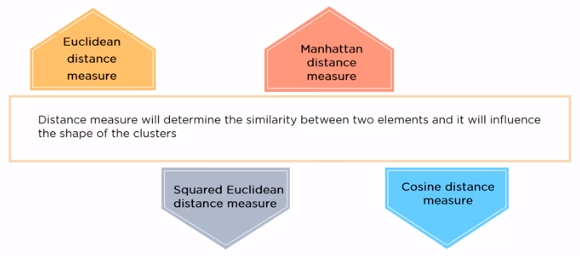 Euclidean
distance
measure
Manhattan
distance
measure
Distance measure will determine the similarity between two elements and it will influence
the shape of the clusters
Squared Euclidean
distance measure
Cosine distance
measure